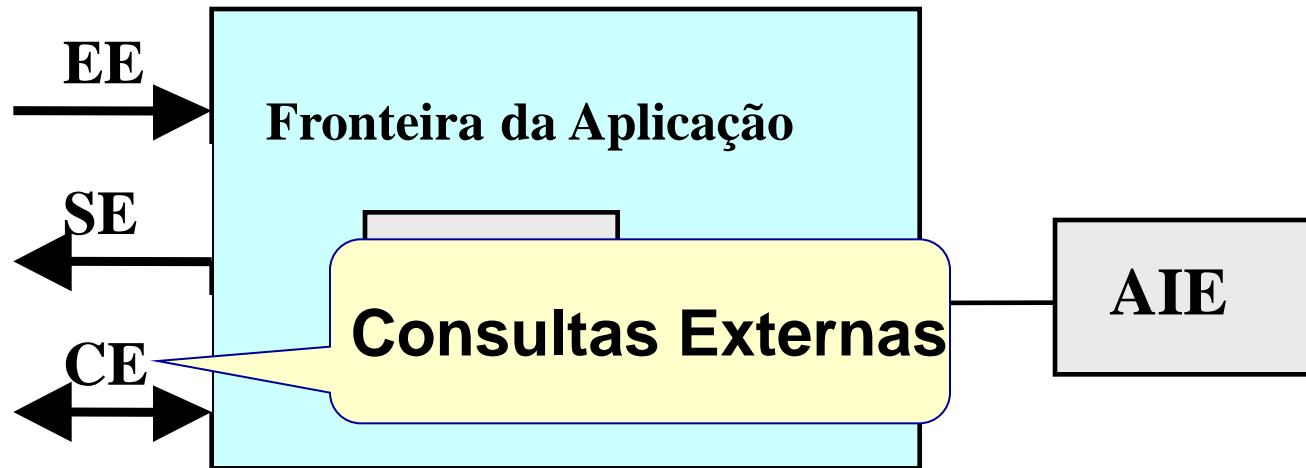 EE
Fronteira da Aplicação
SE
Consultas Externas
AIE
CE